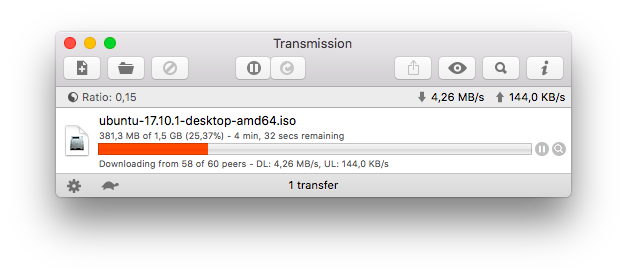 Transmission
Ratio: 0,15 4,26 MB/s 144,0 KB/s
ubuntu-17.10.1-desktop-amd64.iso
381,3 MB of 1,5 GB (25,37%) - 4 min, 32 secs remaining
Downloading from 58 of 60 peers - DL: 4,26 MB/s, UL: 144,0 KB/s
1 transfer